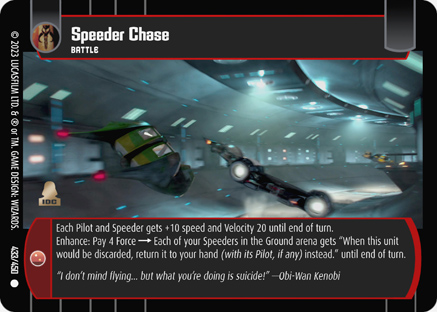 Speeder Chase
BATTLE
© 2023 LUCASFILM LTD. & ® or TM. GAME DESIGN: WIZARDS.
IDC
Each Pilot and Speeder gets +10 speed and Velocity 20 until end of turn.
Enhance: Pay 4 Force → Each of your Speeders in the Ground arena gets "When this unit
would be discarded, return it to your hand (with its Pilot, if any) instead." until end of turn.
"I don't mind flying... but what you're doing is suicide!" —Obi-Wan Kenobi